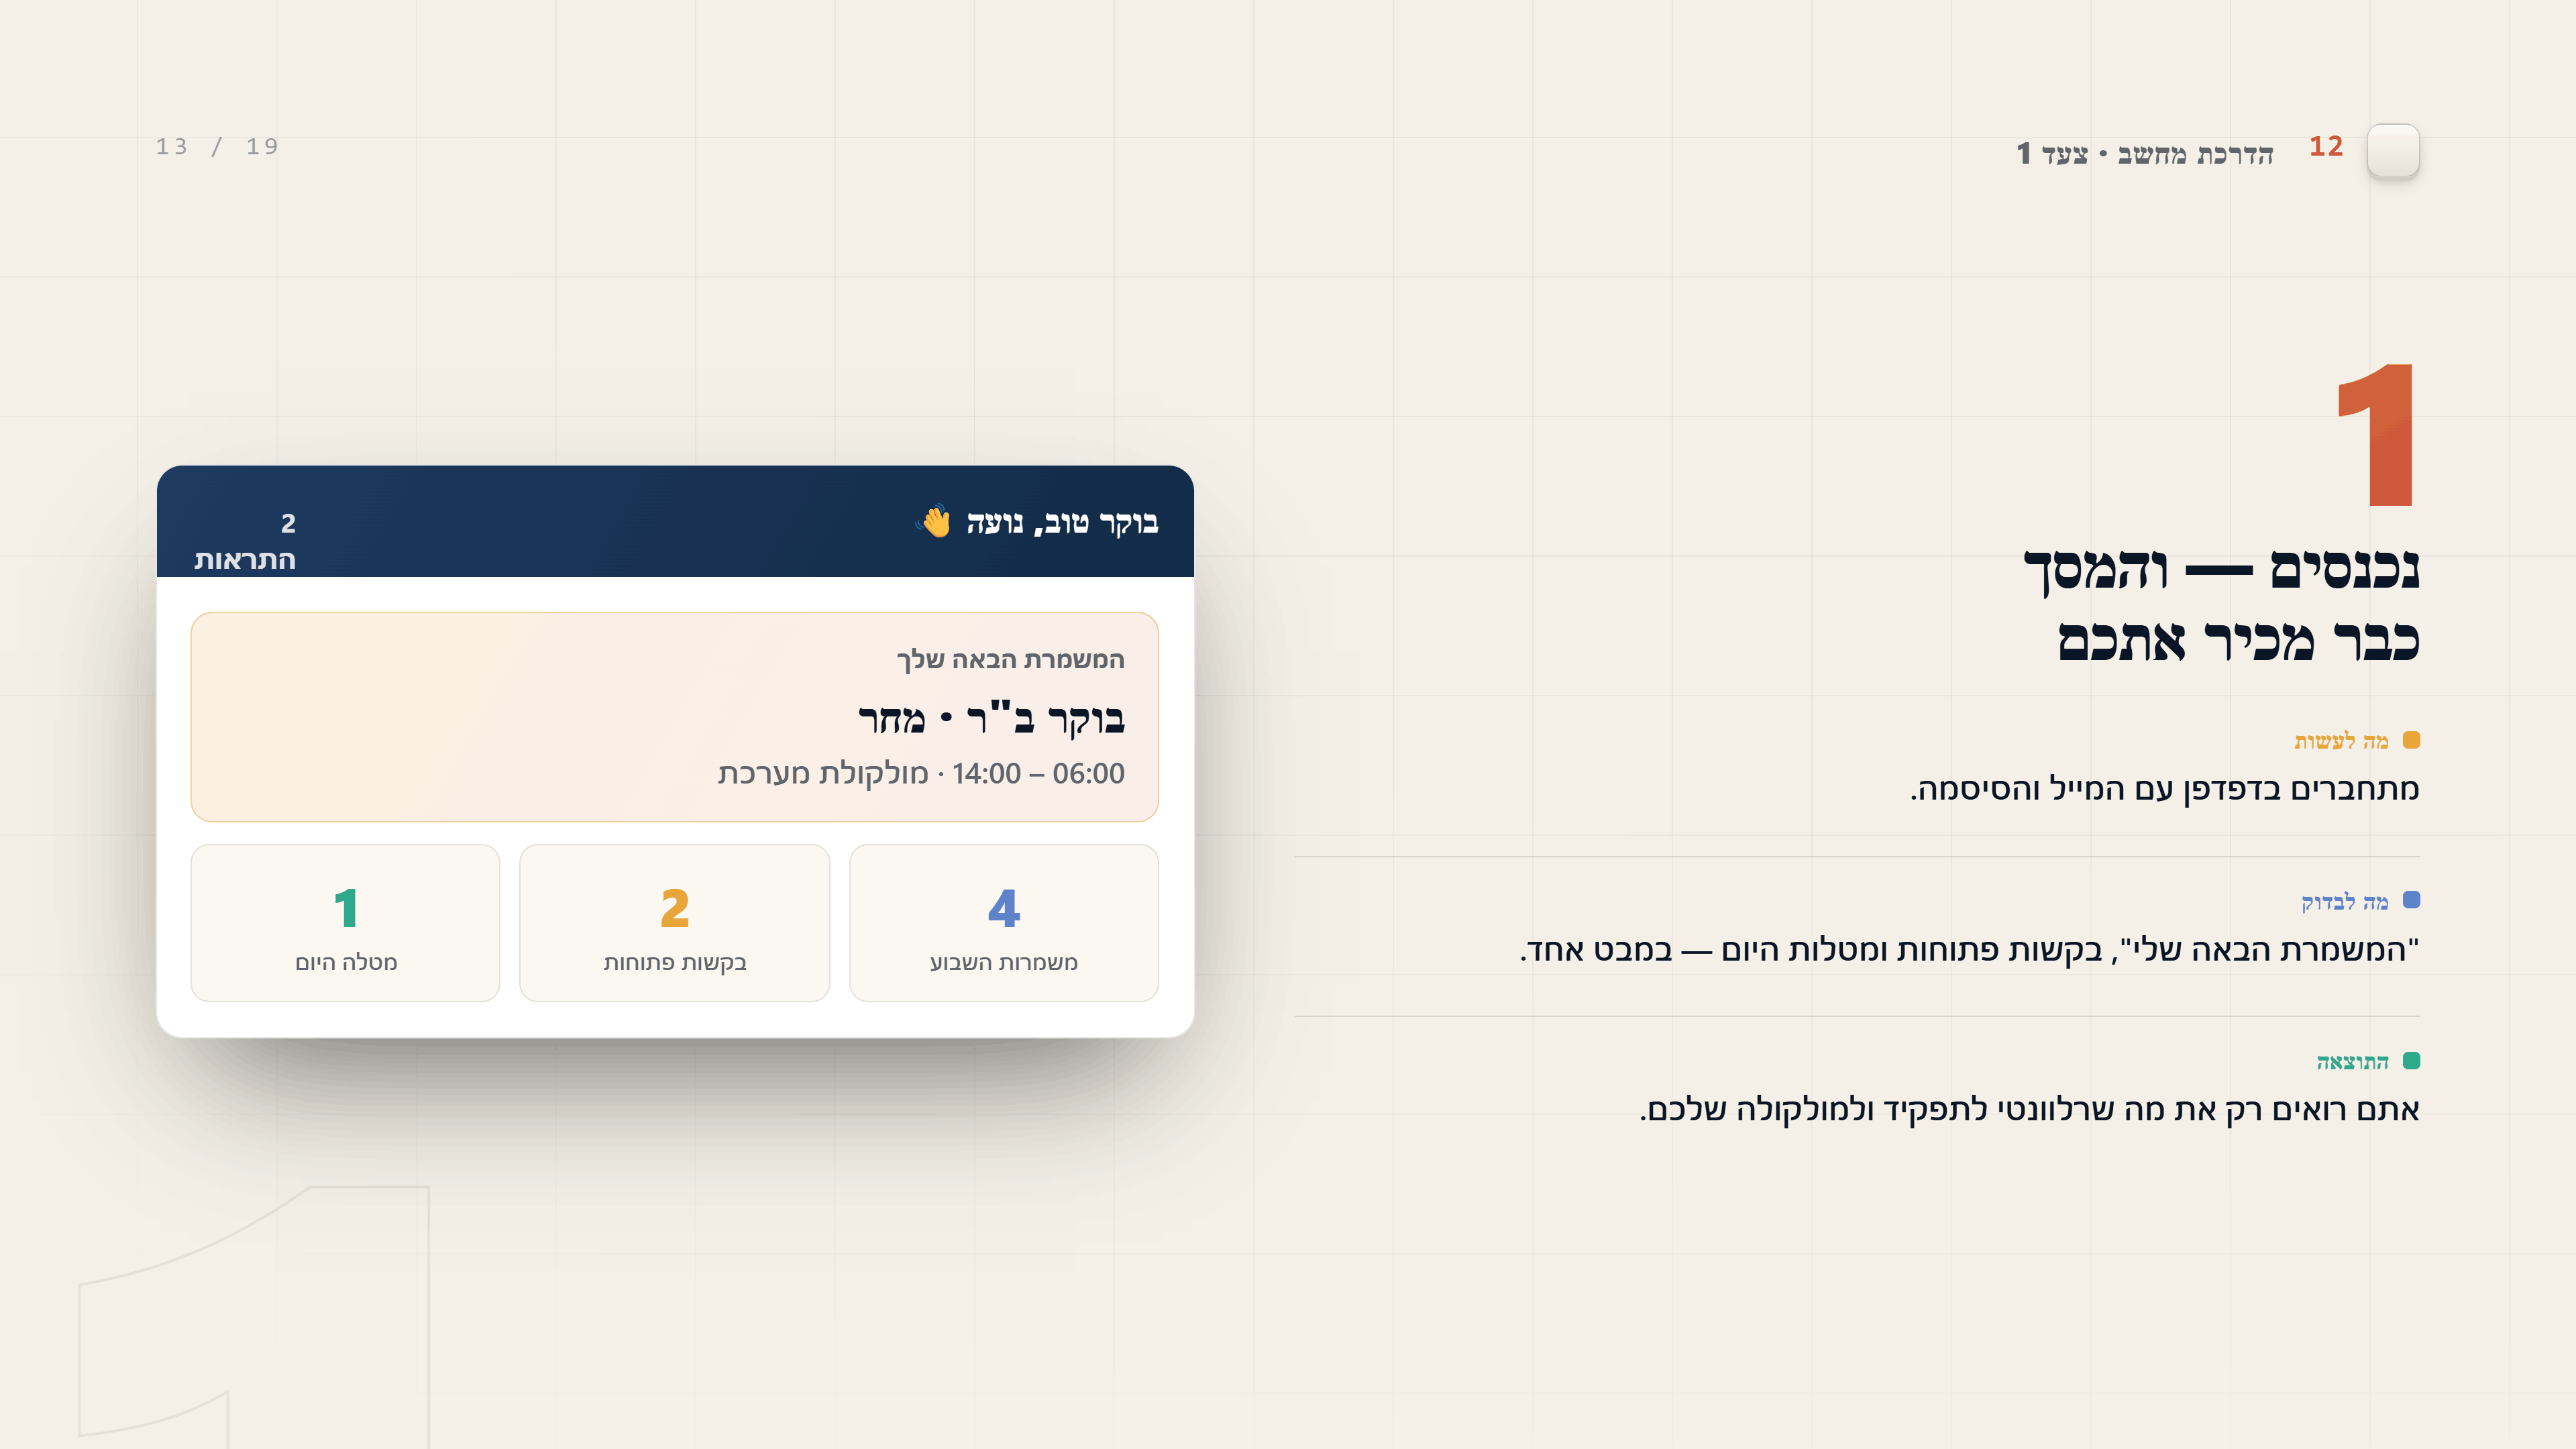 12 הדרכת מחשב • צעד 1
13 / 19
1
נכנסים — והמסך
כבר מכיר אתכם
מה לעשות
מתחברים בדפדפן עם המייל והסיסמה.
מה לבדוק
"המשמרת הבאה שלי", בקשות פתוחות ומטלות היום — במבט אחד.
התוצאה
אתם רואים רק את מה שרלוונטי לתפקיד ולמולקולה שלכם.
בוקר טוב, נועה 👋
2
התראות
המשמרת הבאה שלך
בוקר ב"ר • מחר
06:00 – 14:00 · מולקולת מערכת
4
משמרות השבוע
2
בקשות פתוחות
1
מטלה היום
1